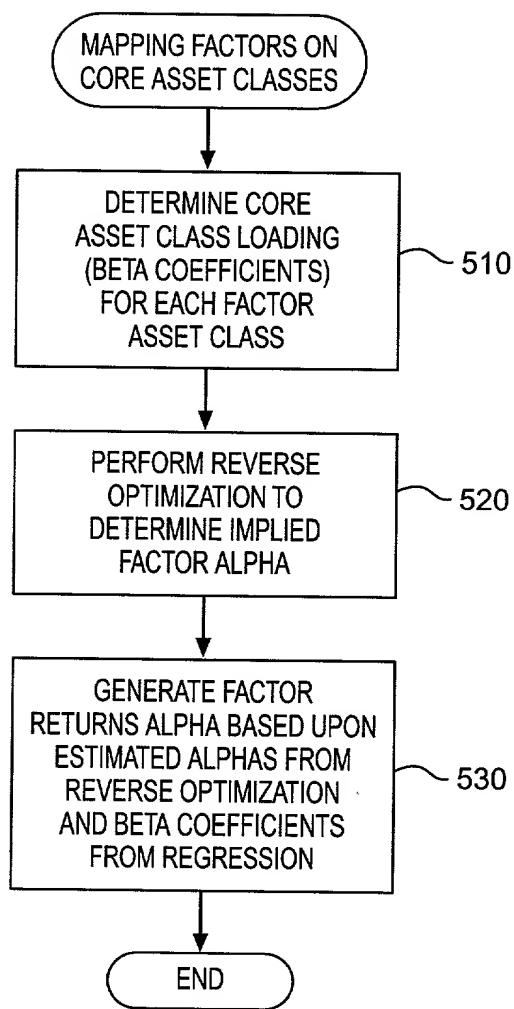 MAPPING FACTORS ON
CORE ASSET CLASSES
DETERMINE CORE
ASSET CLASS LOADING
(BETA COEFFICIENTS)
FOR EACH FACTOR
ASSET CLASS
510
PERFORM REVERSE
OPTIMIZATION TO
DETERMINE IMPLIED
FACTOR ALPHA
520
GENERATE FACTOR
RETURNS ALPHA BASED UPON
ESTIMATED ALPHAS FROM
REVERSE OPTIMIZATION
AND BETA COEFFICIENTS
FROM REGRESSION
530
END